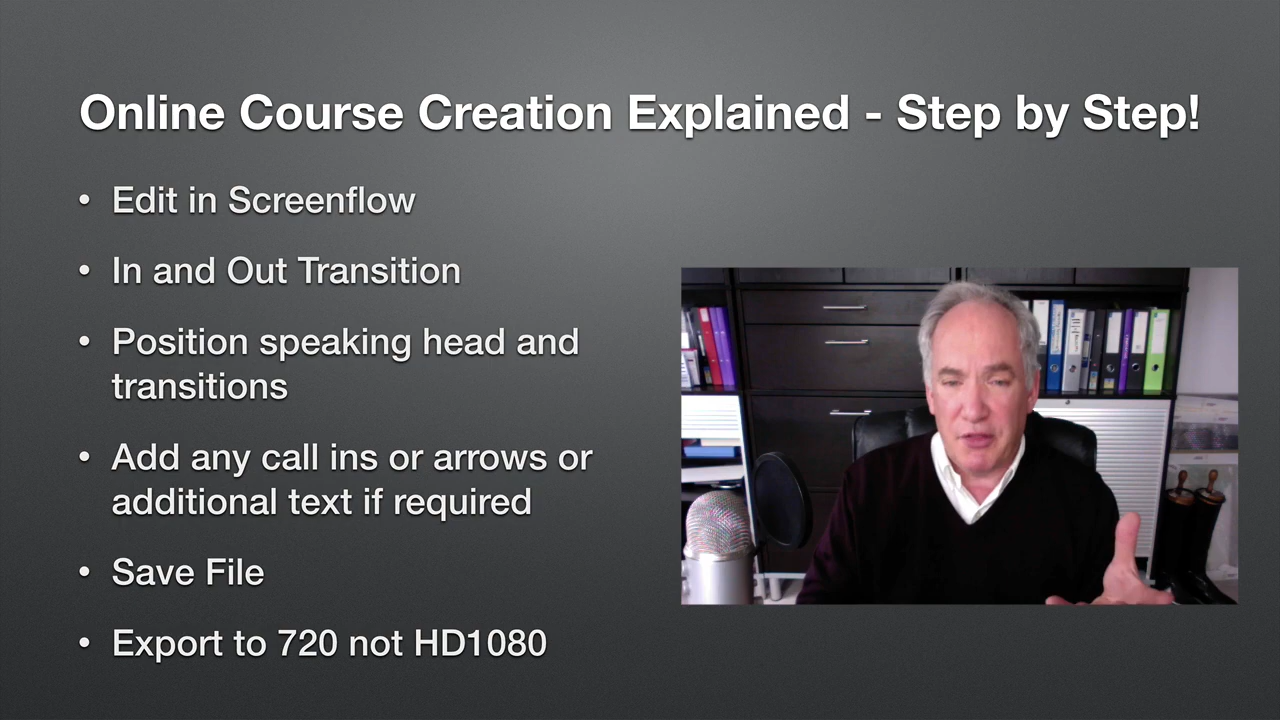 Online Course Creation Explained - Step by Step!
• Edit in Screenflow
• In and Out Transition
• Position speaking head and
transitions
• Add any call ins or arrows or
additional text if required
• Save File
• Export to 720 not HD1080